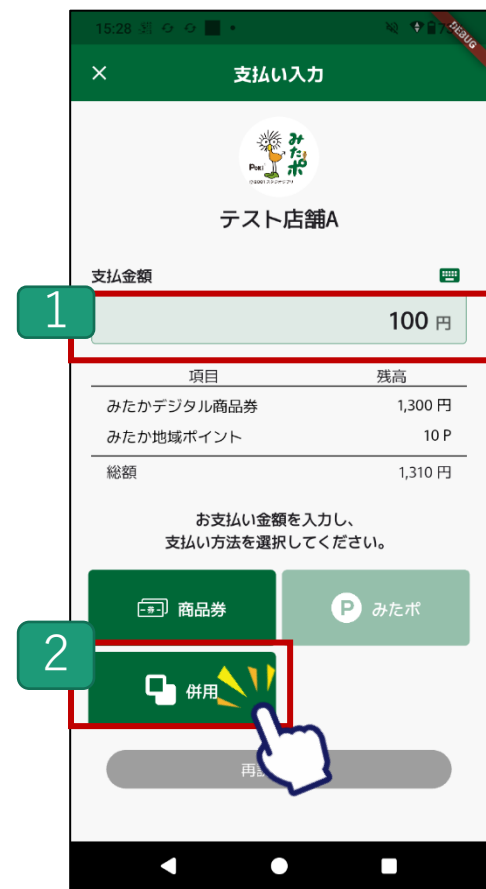 15:28
DEBUG
支払い入力
みたポ
Poki
テスト店舗A
支払金額
1
100 円
項目 残高
みたかデジタル商品券 1,300 円
みたか地域ポイント 10 P
総額 1,310 円
お支払い金額を入力し、
支払い方法を選択してください。
商品券 P みたポ
2
併用
再